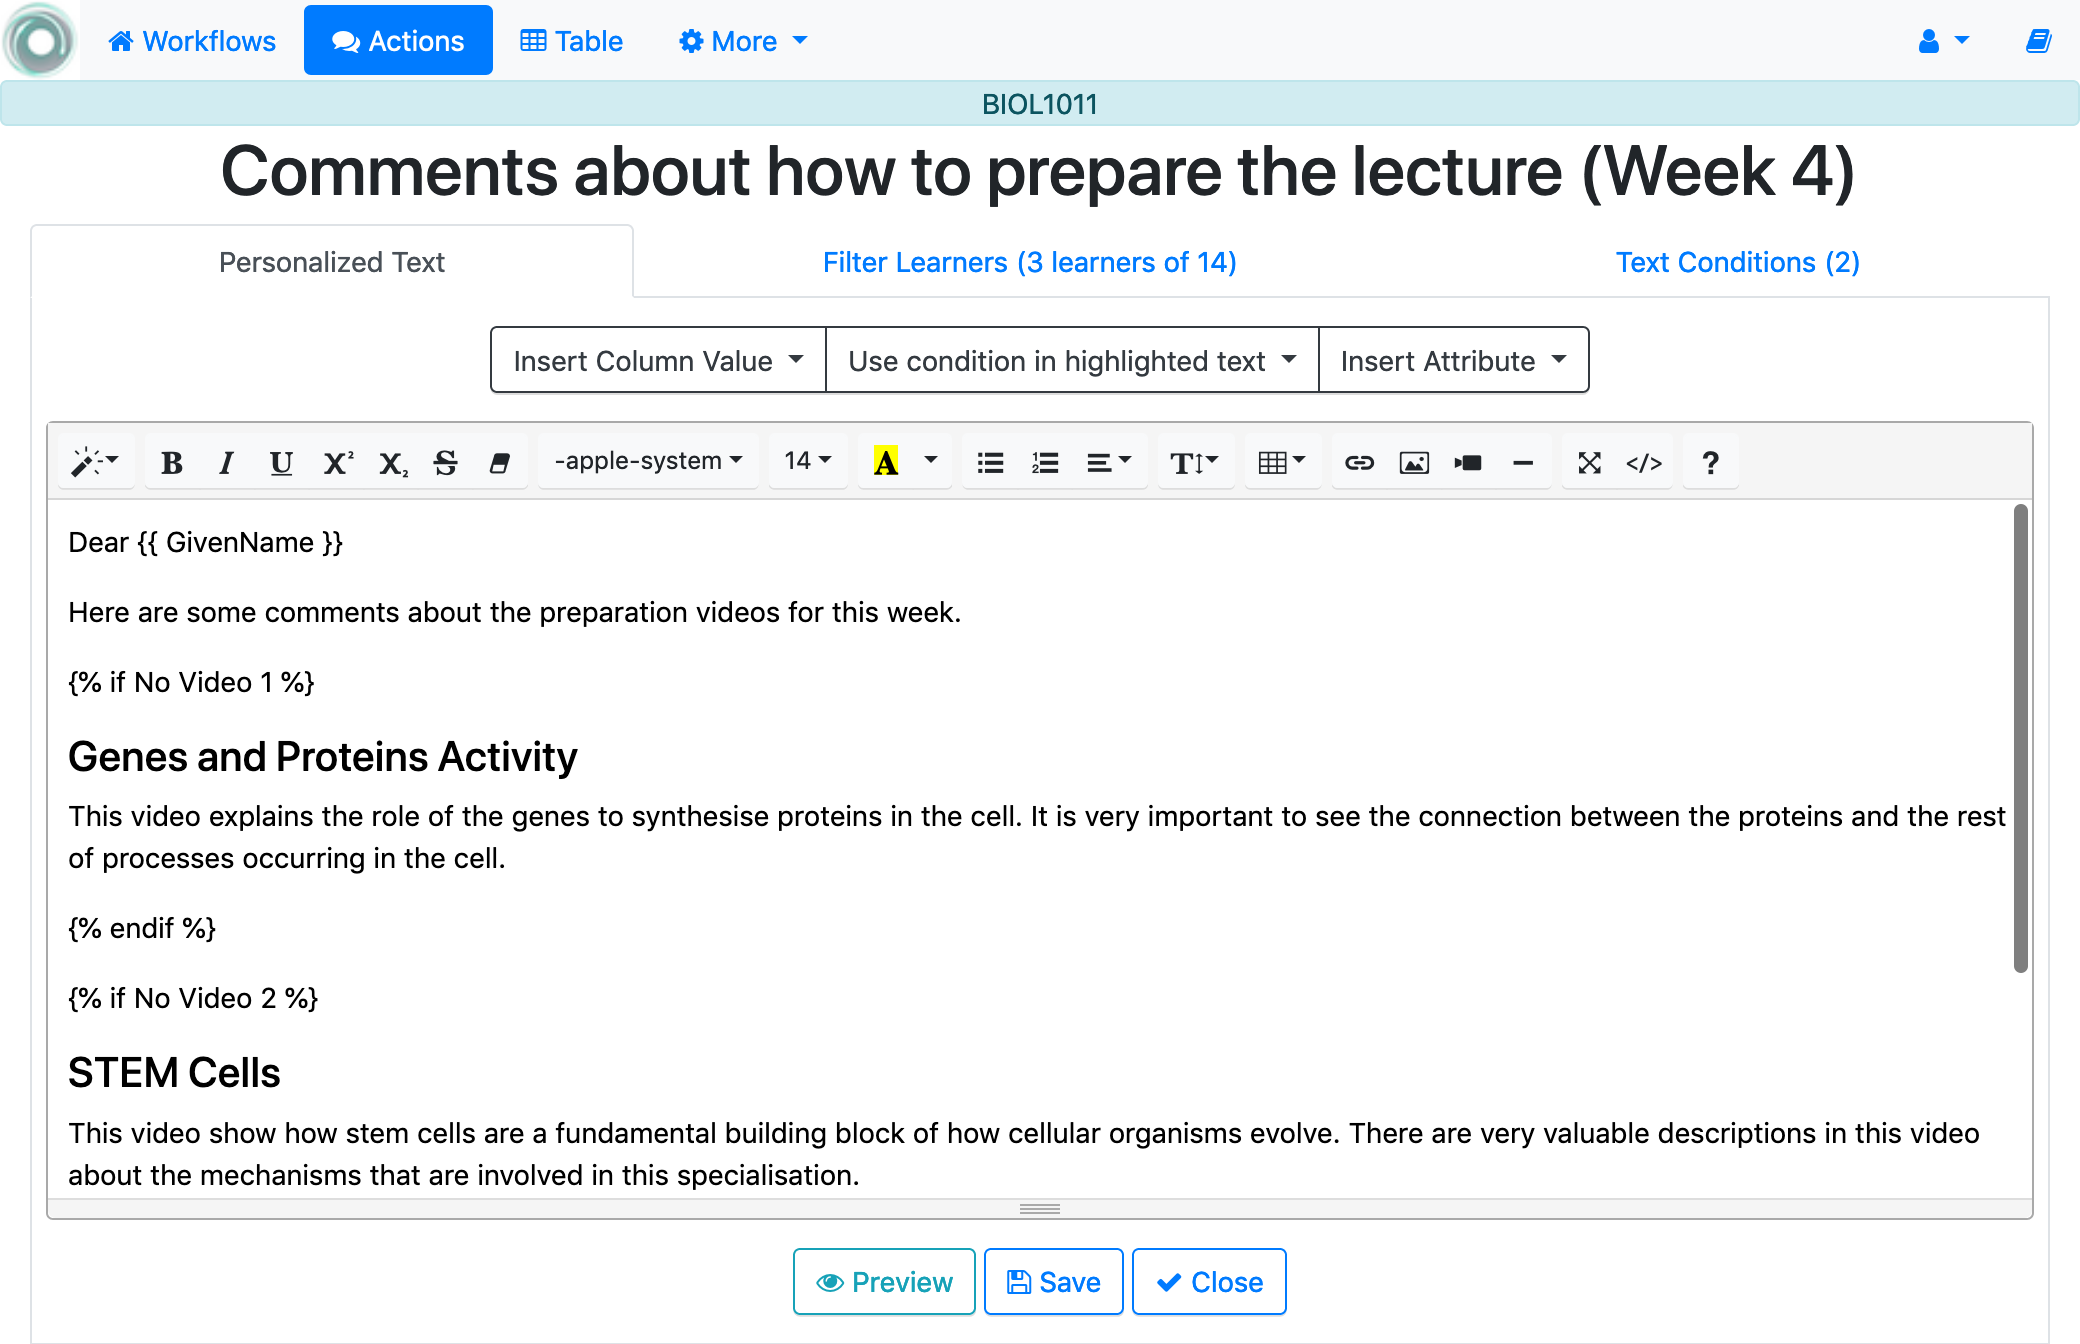 Workflows Actions Table More
BIOL1011
Comments about how to prepare the lecture (Week 4)
Personalized Text Filter Learners (3 learners of 14) Text Conditions (2)
Insert Column Value Use condition in highlighted text Insert Attribute
B I U X² X₂ S -apple-system 14 A T </> ?
Dear {{ GivenName }}
Here are some comments about the preparation videos for this week.
{% if No Video 1 %}
Genes and Proteins Activity
This video explains the role of the genes to synthesise proteins in the cell. It is very important to see the connection between the proteins and the rest
of processes occurring in the cell.
{% endif %}
{% if No Video 2 %}
STEM Cells
This video show how stem cells are a fundamental building block of how cellular organisms evolve. There are very valuable descriptions in this video
about the mechanisms that are involved in this specialisation.
Preview Save Close